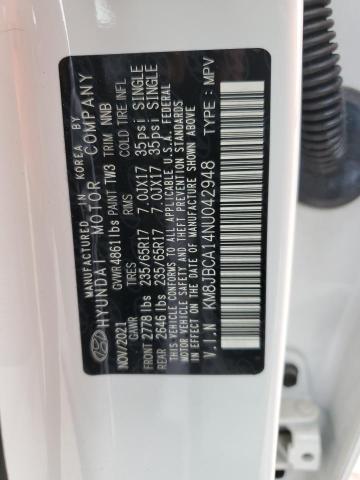 MANUFACTURED IN KOREA BY
HYUNDAI MOTOR COMPANY
NOV/2021 GVWR 4861 lbs PAINT TW3 TRIM NNB
GAWR TIRES RIMS COLD TIRE INFL
FRONT 2778 lbs 235/65R17 7.0JX17 35psi SINGLE
REAR 2646 lbs 235/65R17 7.0JX17 35psi SINGLE
THIS VEHICLE CONFORMS TO ALL APPLICABLE U.S.A. FEDERAL
MOTOR VEHICLE SAFETY, BUMPER, AND THEFT PREVENTION STANDARDS
IN EFFECT ON THE DATE OF MANUFACTURE SHOWN ABOVE.
V.I.N : KM8JBCA14NU042948 TYPE : MPV